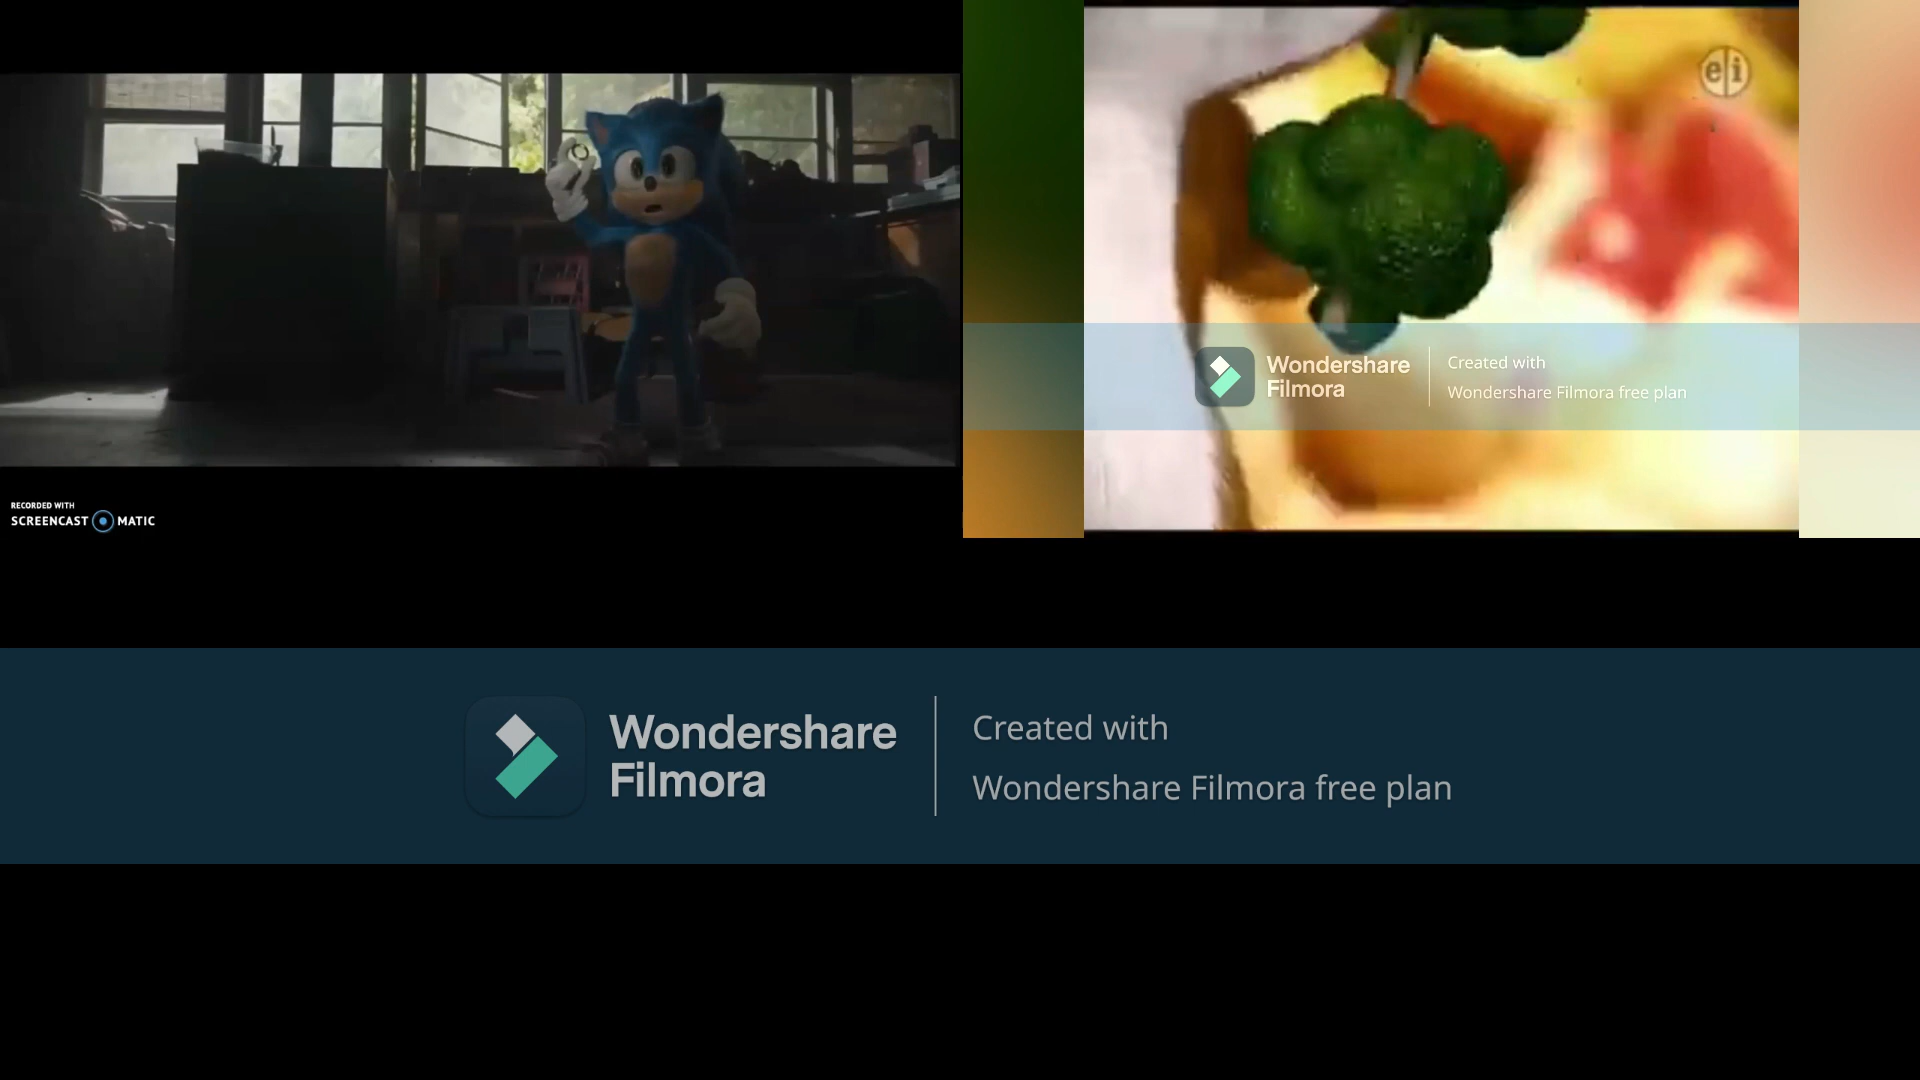 e|i
Wondershare
Filmora
Created with
Wondershare Filmora free plan
RECORDED WITH
SCREENCAST MATIC
Wondershare
Filmora
Created with
Wondershare Filmora free plan